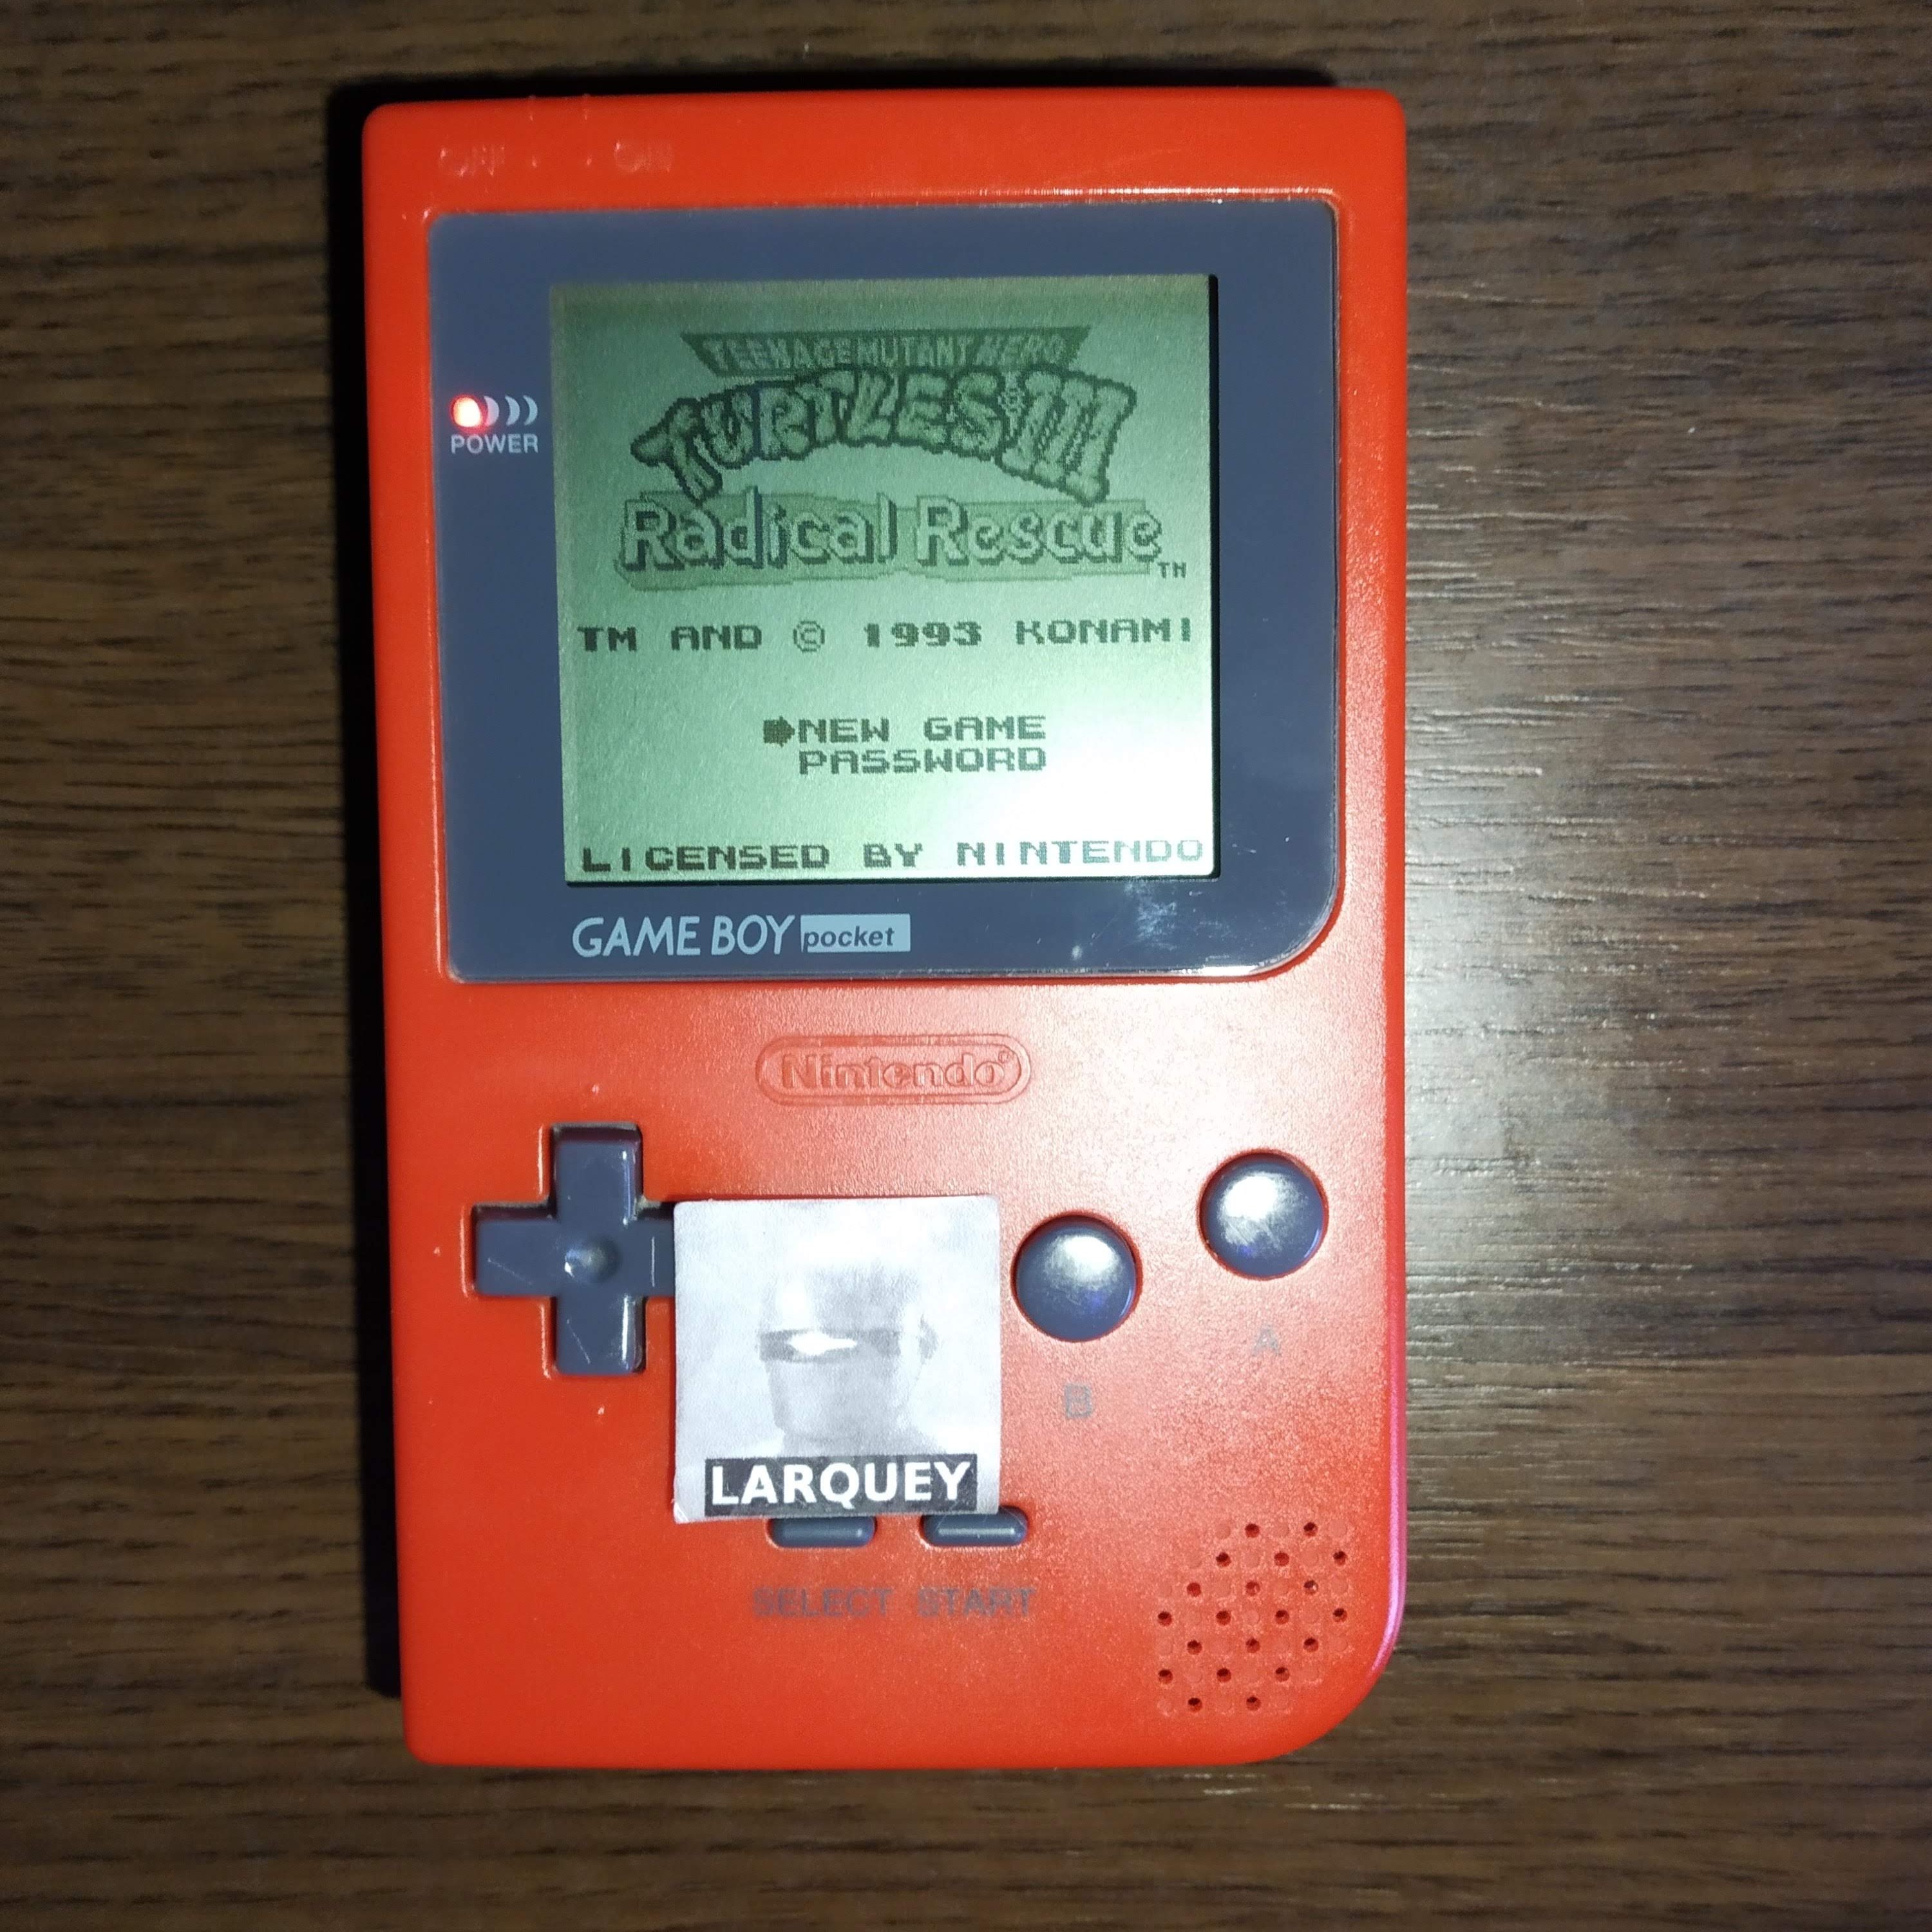 OFF ON
TEENAGE MUTANT HERO
TURTLES III
Radical Rescue
TM
TM AND © 1993 KONAMI
POWER
NEW GAME
PASSWORD
LICENSED BY NINTENDO
GAME BOY pocket
Nintendo®
A
B
LARQUEY
SELECT START